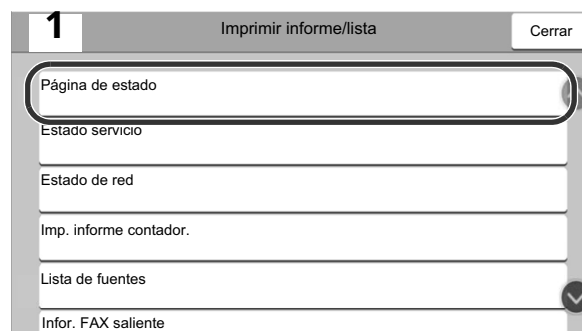 1
Imprimir informe/lista
Cerrar
Página de estado
Estado servicio
Estado de red
Imp. informe contador.
Lista de fuentes
Infor. FAX saliente